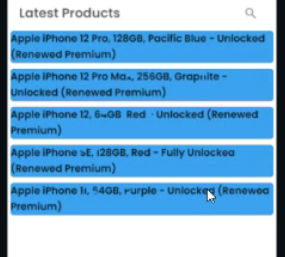 Latest Products
Apple iPhone 12 Pro, 128GB, Pacific Blue - Unlocked
(Renewed Premium)
Apple iPhone 12 Pro Max, 256GB, Graphite -
Unlocked (Renewed Premium)
Apple iPhone 12, 64GB Red - Unlocked (Renewed
Premium)
Apple iPhone SE, 128GB, Red - Fully Unlocked
(Renewed Premium)
Apple iPhone 11, 64GB, Purple - Unlocked (Renewed
Premium)